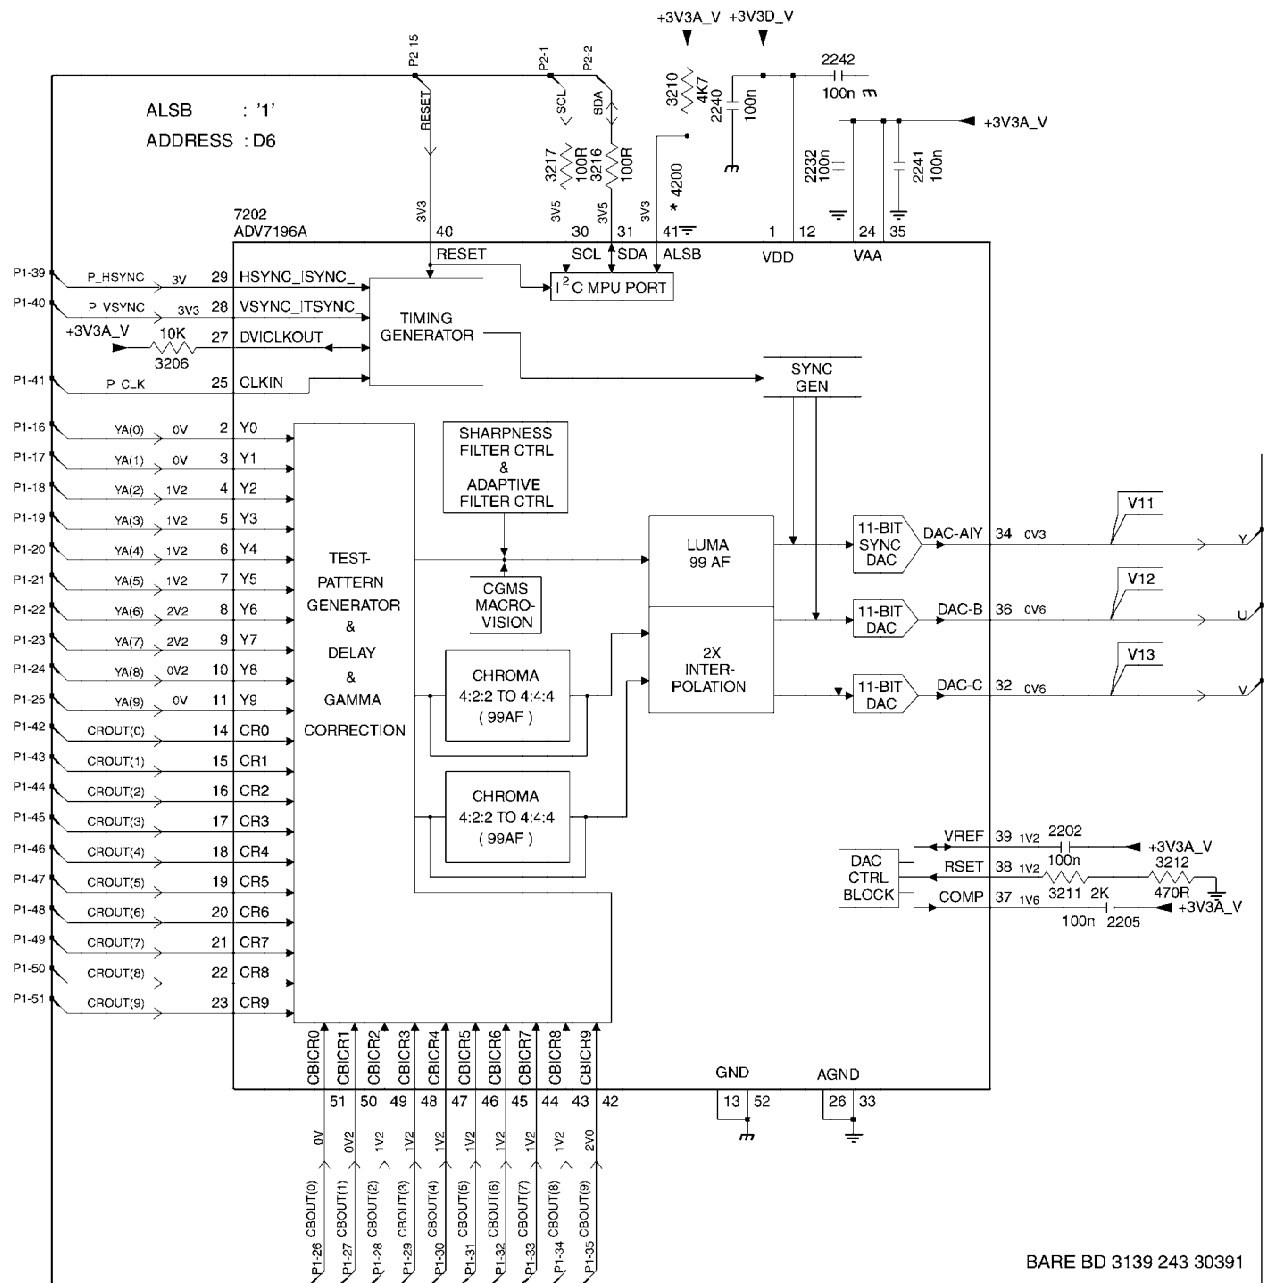 +3V3A_V
+3V3D_V
P2 15
P2-1
P2-2
ALSB : '1'
ADDRESS : D6
RESET
SCL
SDA
3217
100R
3216
100R
3210
4K7
2240
100n
2242
100n
+3V3A_V
2232
100n
2241
100n
* 4200
3V3
3V5
3V5
3V3
7202
ADV7196A
40
30
31
41
1
12
24
35
RESET
SCL
SDA
ALSB
VDD
VAA
I2C MPU PORT
P1-39
P_HSYNC
3V
29
HSYNC_ISYNC_
P1-40
P_VSYNC
3V3
28
VSYNC_ITSYNC_
+3V3A_V
10K
3206
27
DVICLKOUT
P1-41
P_CLK
25
CLKIN
TIMING
GENERATOR
SYNC
GEN
P1-16 YA(0) 0V 2 Y0
P1-17 YA(1) 0V 3 Y1
P1-18 YA(2) 1V2 4 Y2
P1-19 YA(3) 1V2 5 Y3
P1-20 YA(4) 1V2 6 Y4
P1-21 YA(5) 1V2 7 Y5
P1-22 YA(6) 2V2 8 Y6
P1-23 YA(7) 2V2 9 Y7
P1-24 YA(8) 0V2 10 Y8
P1-25 YA(9) 0V 11 Y9
P1-42 CROUT(0) 14 CR0
P1-43 CROUT(1) 15 CR1
P1-44 CROUT(2) 16 CR2
P1-45 CROUT(3) 17 CR3
P1-46 CROUT(4) 18 CR4
P1-47 CROUT(5) 19 CR5
P1-48 CROUT(6) 20 CR6
P1-49 CROUT(7) 21 CR7
P1-50 CROUT(8) 22 CR8
P1-51 CROUT(9) 23 CR9
TEST-
PATTERN
GENERATOR
&
DELAY
&
GAMMA
CORRECTION
SHARPNESS
FILTER CTRL
&
ADAPTIVE
FILTER CTRL
CGMS
MACRO-
VISION
CHROMA
4:2:2 TO 4:4:4
( 99AF )
CHROMA
4:2:2 TO 4:4:4
( 99AF )
LUMA
99 AF
2X
INTER-
POLATION
11-BIT
SYNC
DAC
DAC-AIY
34
0V3
V11
Y
11-BIT
DAC
DAC-B
36
0V6
V12
U
11-BIT
DAC
DAC-C
32
0V6
V13
V
DAC
CTRL
BLOCK
VREF 39 1V2
2202
100n
+3V3A_V
RSET 38 1V2
3211 2K
3212
470R
COMP 37 1V6
100n 2205
+3V3A_V
CBICR0
CBICR1
CBICR2
CBICR3
CBICR4
CBICR5
CBICR6
CBICR7
CBICR8
CBICR9
51 50 49 48 47 46 45 44 43 42
GND
13 52
AGND
26 33
0V
0V2
1V2
1V2
1V2
1V2
1V2
1V2
1V2
2V0
P1-26 CBOUT(0)
P1-27 CBOUT(1)
P1-28 CBOUT(2)
P1-29 CROUT(3)
P1-30 CBOUT(4)
P1-31 CBOUT(5)
P1-32 CBOUT(6)
P1-33 CBOUT(7)
P1-34 CBOUT(8)
P1-35 CBOUT(9)
BARE BD 3139 243 30391